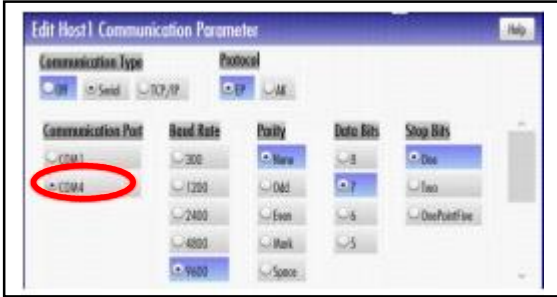 Edit Host1 Communication Parameter Help
Communication Type Protocol
Off Serial TCP/IP EP AK
Communication Port Baud Rate Parity Data Bits Stop Bits
COM1 300 None 8 One
COM4 1200 Odd 7 Two
2400 Even 6 OnePointFive
4800 Mark 5
9600 Space